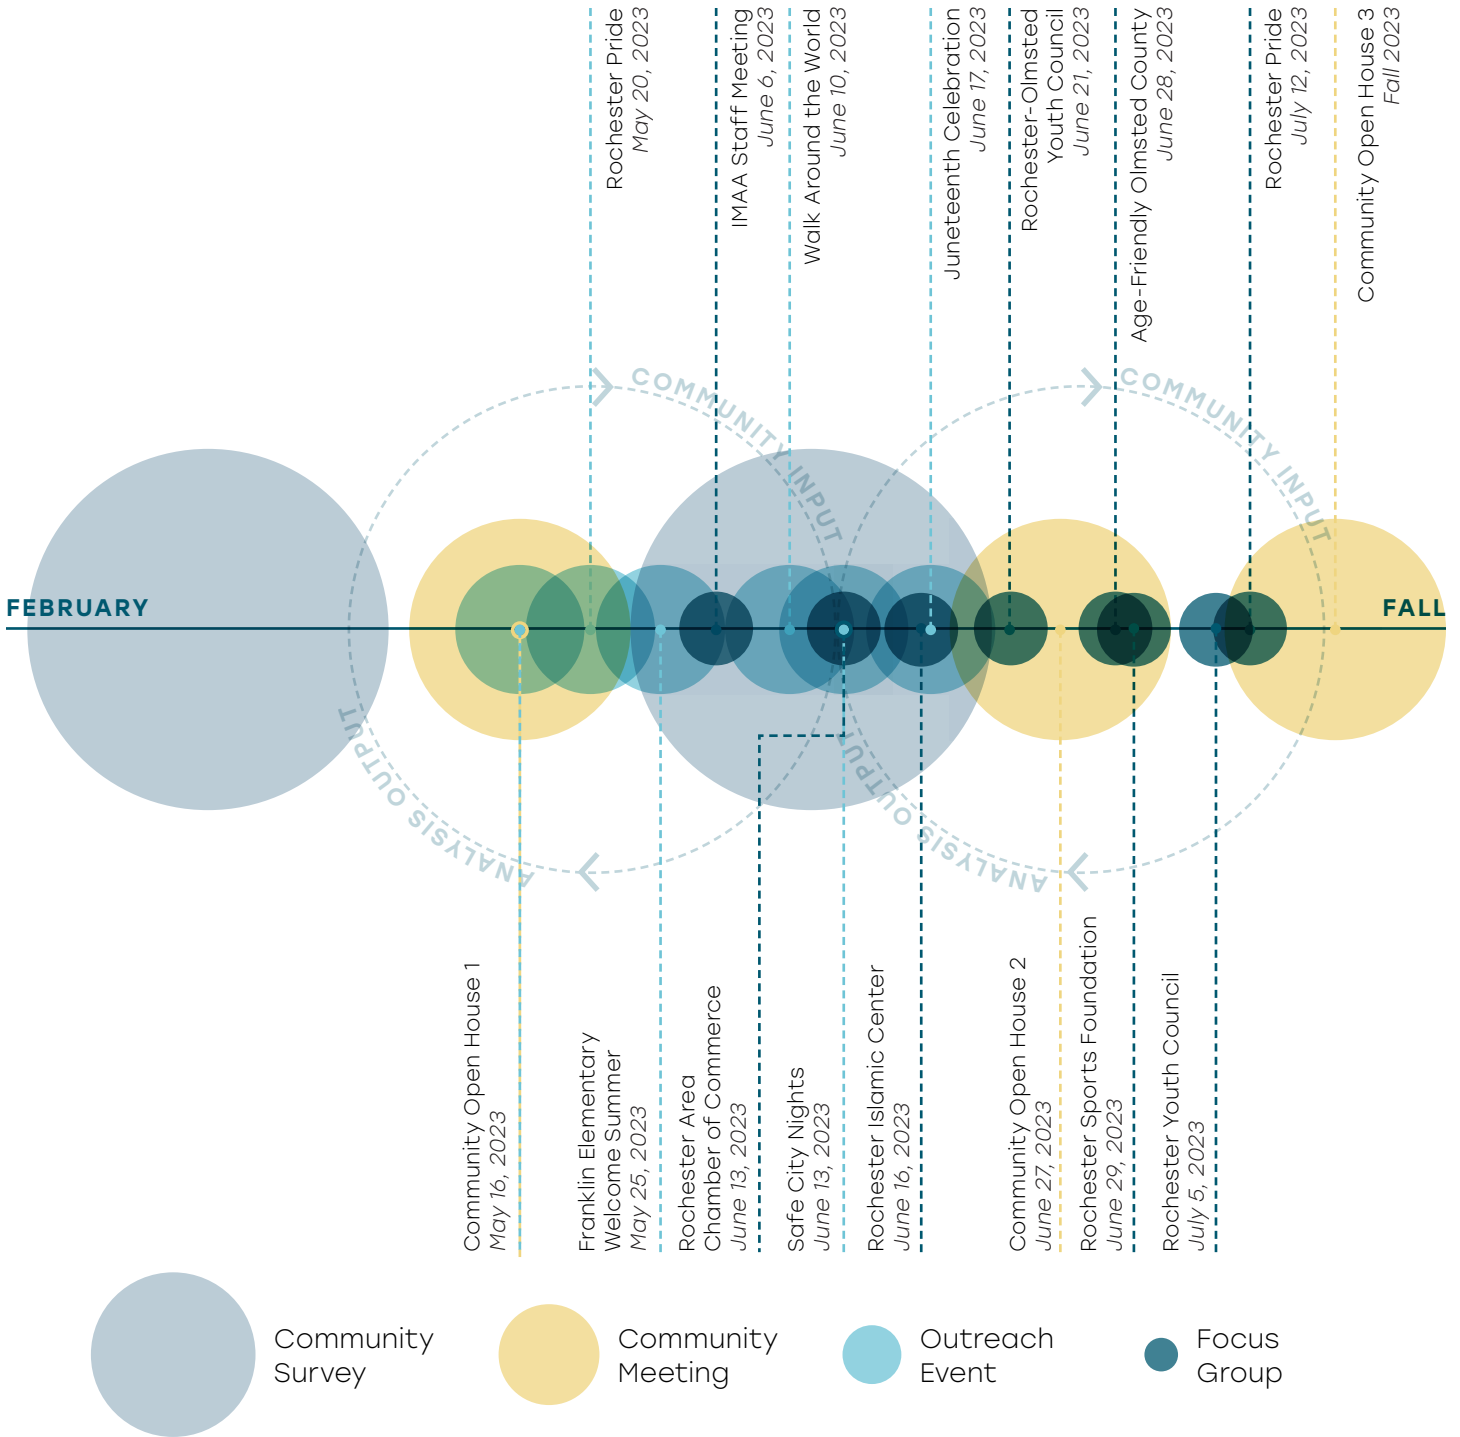 Rochester Pride
May 20, 2023
IMAA Staff Meeting
June 6, 2023
Walk Around the World
June 10, 2023
Juneteenth Celebration
June 17, 2023
Rochester-Olmsted
Youth Council
June 21, 2023
Age-Friendly Olmsted County
June 28, 2023
Rochester Pride
July 12, 2023
Community Open House 3
Fall 2023
COMMUNITY INPUT
COMMUNITY INPUT
FEBRUARY
FALL
ANALYSIS OUTPUT
ANALYSIS OUTPUT
Community Open House 1
May 16, 2023
Franklin Elementary
Welcome Summer
May 25, 2023
Rochester Area
Chamber of Commerce
June 13, 2023
Safe City Nights
June 13, 2023
Rochester Islamic Center
June 16, 2023
Community Open House 2
June 27, 2023
Rochester Sports Foundation
June 29, 2023
Rochester Youth Council
July 5, 2023
Community
Survey
Community
Meeting
Outreach
Event
Focus
Group